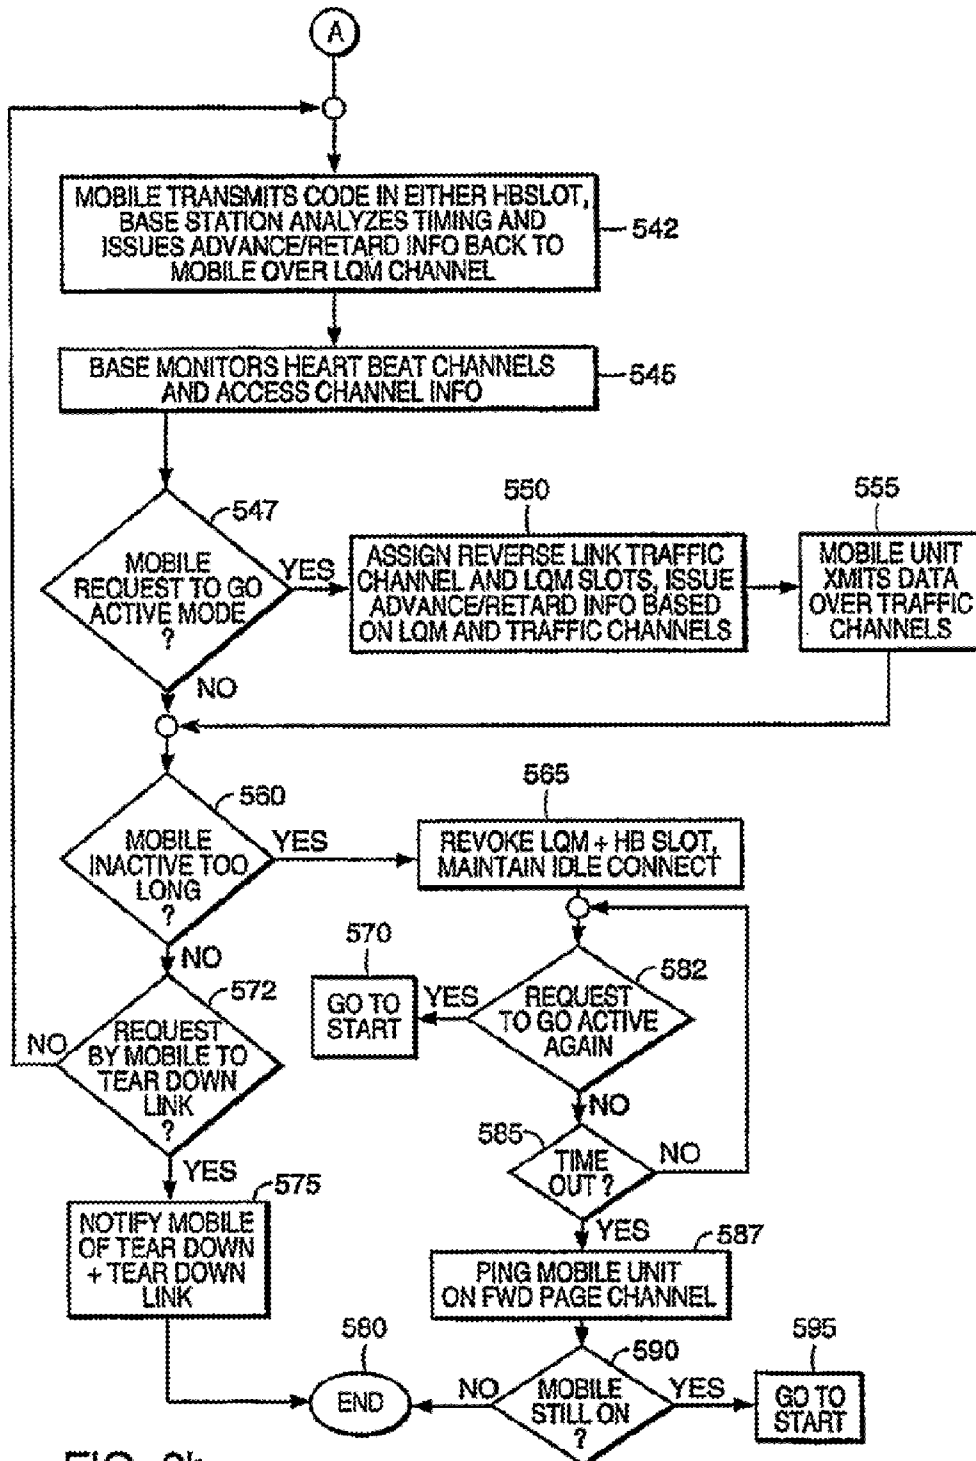 A
MOBILE TRANSMITS CODE IN EITHER HBSLOT,
BASE STATION ANALYZES TIMING AND
ISSUES ADVANCE/RETARD INFO BACK TO
MOBILE OVER LQM CHANNEL
542
BASE MONITORS HEART BEAT CHANNELS
AND ACCESS CHANNEL INFO
545
547
MOBILE
REQUEST TO GO
ACTIVE MODE
?
YES
NO
550
ASSIGN REVERSE LINK TRAFFIC
CHANNEL AND LQM SLOTS, ISSUE
ADVANCE/RETARD INFO BASED
ON LQM AND TRAFFIC CHANNELS
555
MOBILE UNIT
XMITS DATA
OVER TRAFFIC
CHANNELS
560
MOBILE
INACTIVE TOO
LONG
?
YES
NO
565
REVOKE LQM + HB SLOT,
MAINTAIN IDLE CONNECT
570
GO TO
START
582
REQUEST
TO GO ACTIVE
AGAIN
YES
NO
572
REQUEST
BY MOBILE TO
TEAR DOWN
LINK
?
NO
YES
585
TIME
OUT ?
NO
YES
575
NOTIFY MOBILE
OF TEAR DOWN
+ TEAR DOWN
LINK
587
PING MOBILE UNIT
ON FWD PAGE CHANNEL
580
END
590
MOBILE
STILL ON
?
NO
YES
595
GO TO
START